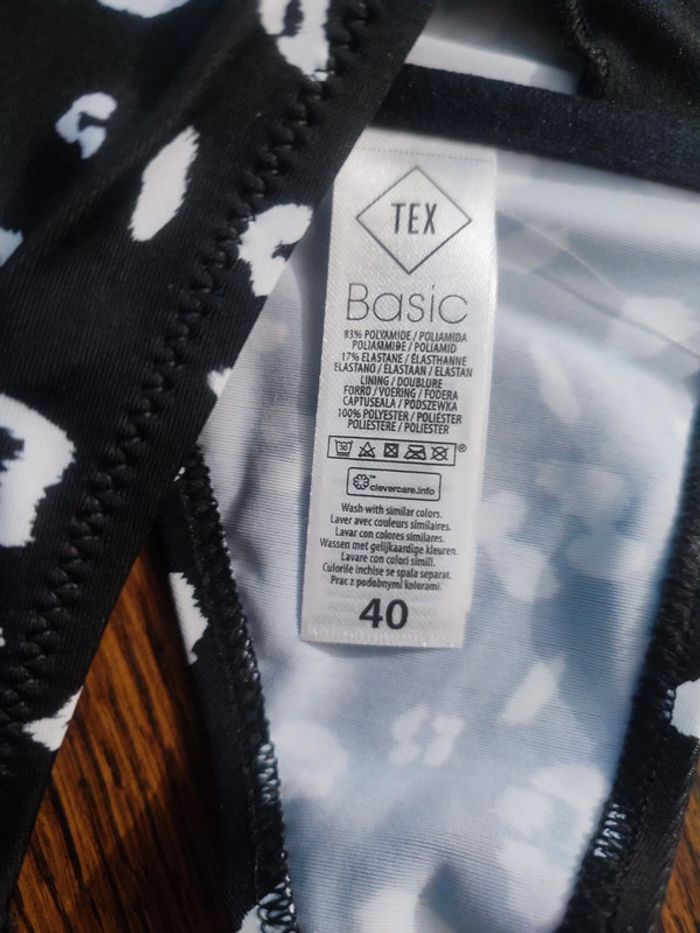 TEX
Basic
83% POLYAMIDE / POLIAMIDA
POLIAMMIDE / POLIAMID
17% ELASTANE / ÉLASTHANNE
ELASTANO / ELASTAAN / ELASTAN
LINING / DOUBLURE
FORRO / VOERING / FODERA
CAPTUSEALA / PODSZEWKA
100% POLYESTER / POLIÉSTER
POLIESTERE / POLIESTER
30 ®
™ clevercare.info
Wash with similar colors.
Laver avec couleurs similaires.
Lavar con colores similares.
Wassen met gelijkaardige kleuren.
Lavare con colori simili.
Culorile inchise se spala separat.
Prac z podobnymi kolorami.
40